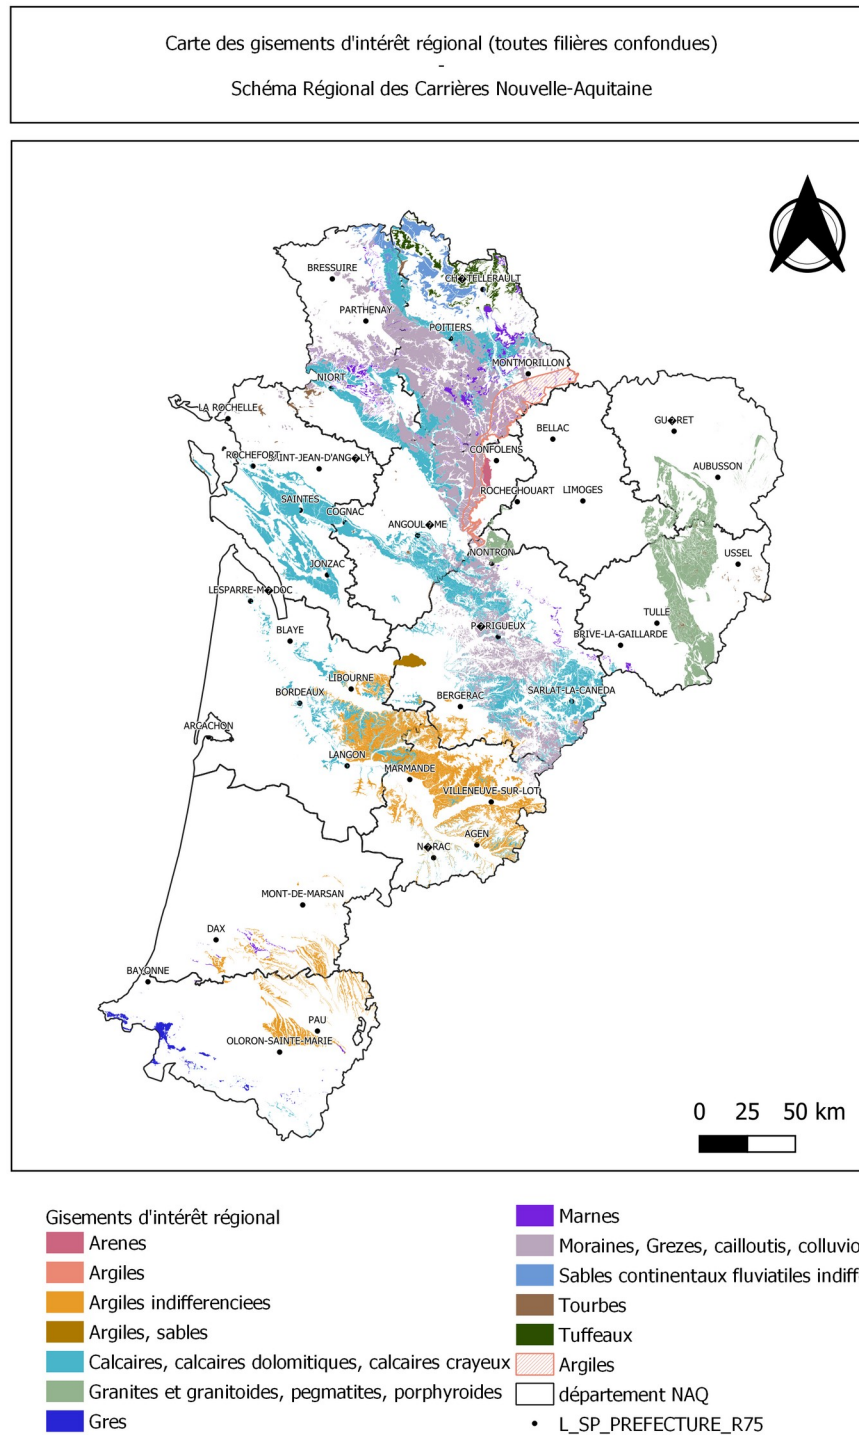 Carte des gisements d'intérêt régional (toutes filières confondues)
-
Schéma Régional des Carrières Nouvelle-Aquitaine
BRESSUIRE
CH�TELLERAULT
PARTHENAY
POITIERS
MONTMORILLON
NIORT
LA ROCHELLE
BELLAC
GU�RET
ROCHEFORT
SAINT-JEAN-D'ANG�LY
CONFOLENS
AUBUSSON
ROCHECHOUART
LIMOGES
SAINTES
COGNAC
ANGOUL�ME
NONTRON
USSEL
JONZAC
LESPARRE-M�DOC
TULLE
BLAYE
P�RIGUEUX
BRIVE-LA-GAILLARDE
LIBOURNE
BORDEAUX
BERGERAC
SARLAT-LA-CANEDA
ARCACHON
LANGON
MARMANDE
VILLENEUVE-SUR-LOT
AGEN
N�RAC
MONT-DE-MARSAN
DAX
BAYONNE
PAU
OLORON-SAINTE-MARIE
0 25 50 km
Gisements d'intérêt régional
Arenes
Argiles
Argiles indifferenciees
Argiles, sables
Calcaires, calcaires dolomitiques, calcaires crayeux
Granites et granitoides, pegmatites, porphyroides
Gres
Marnes
Moraines, Grezes, cailloutis, colluvio
Sables continentaux fluviatiles indiff
Tourbes
Tuffeaux
Argiles
département NAQ
L_SP_PREFECTURE_R75